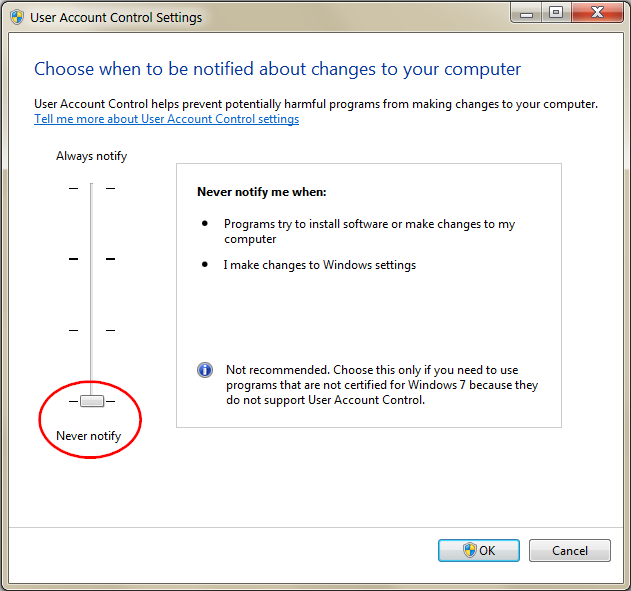 User Account Control Settings
Choose when to be notified about changes to your computer
User Account Control helps prevent potentially harmful programs from making changes to your computer.
Tell me more about User Account Control settings
Always notify
Never notify me when:
Programs try to install software or make changes to my
computer
I make changes to Windows settings
Not recommended. Choose this only if you need to use
programs that are not certified for Windows 7 because they
do not support User Account Control.
Never notify
OK
Cancel